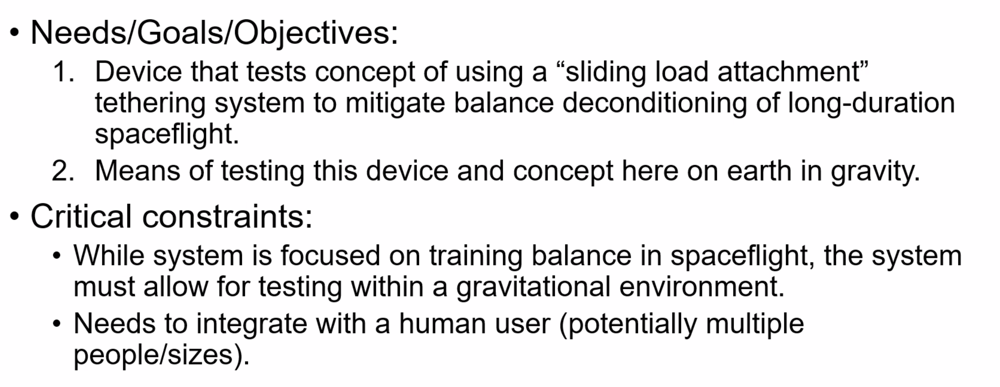 • Needs/Goals/Objectives:
1. Device that tests concept of using a “sliding load attachment”
tethering system to mitigate balance deconditioning of long-duration
spaceflight.
2. Means of testing this device and concept here on earth in gravity.
• Critical constraints:
• While system is focused on training balance in spaceflight, the system
must allow for testing within a gravitational environment.
• Needs to integrate with a human user (potentially multiple
people/sizes).